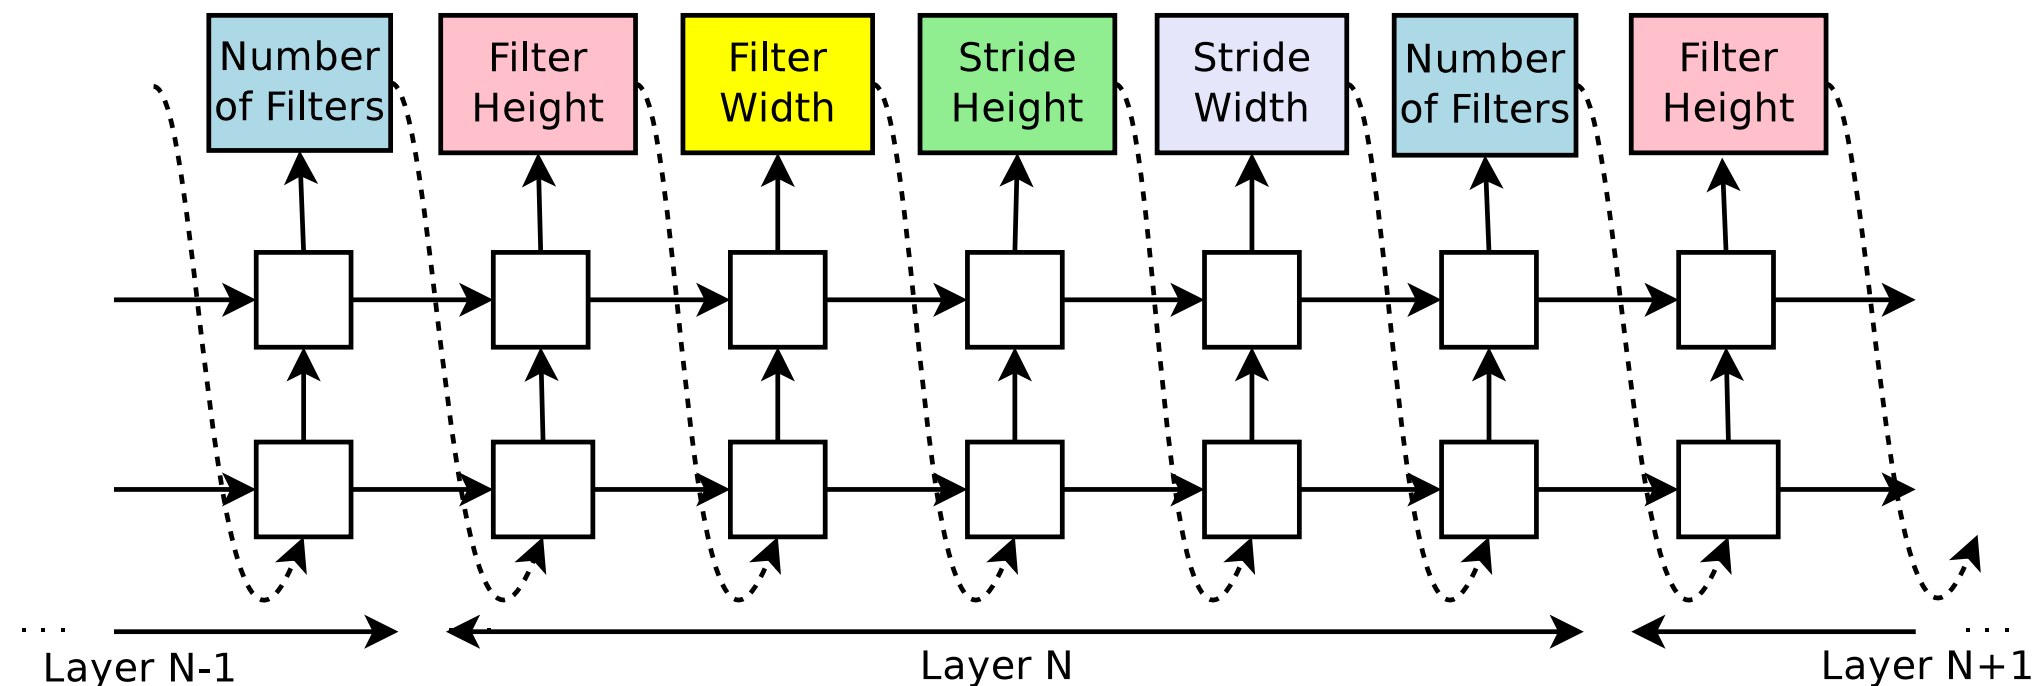 Number
of Filters
Filter
Height
Filter
Width
Stride
Height
Stride
Width
Number
of Filters
Filter
Height
. . .
Layer N-1
Layer N
. . .
Layer N+1